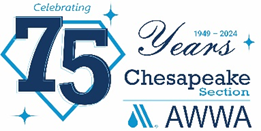 Celebrating
75
Years
1949 – 2024
Chesapeake
Section
AWWA